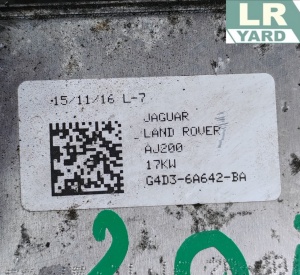 LR
YARD
15/11/16 L-7
JAGUAR
LAND ROVER
AJ200
17KW
G4D3-6A642-BA